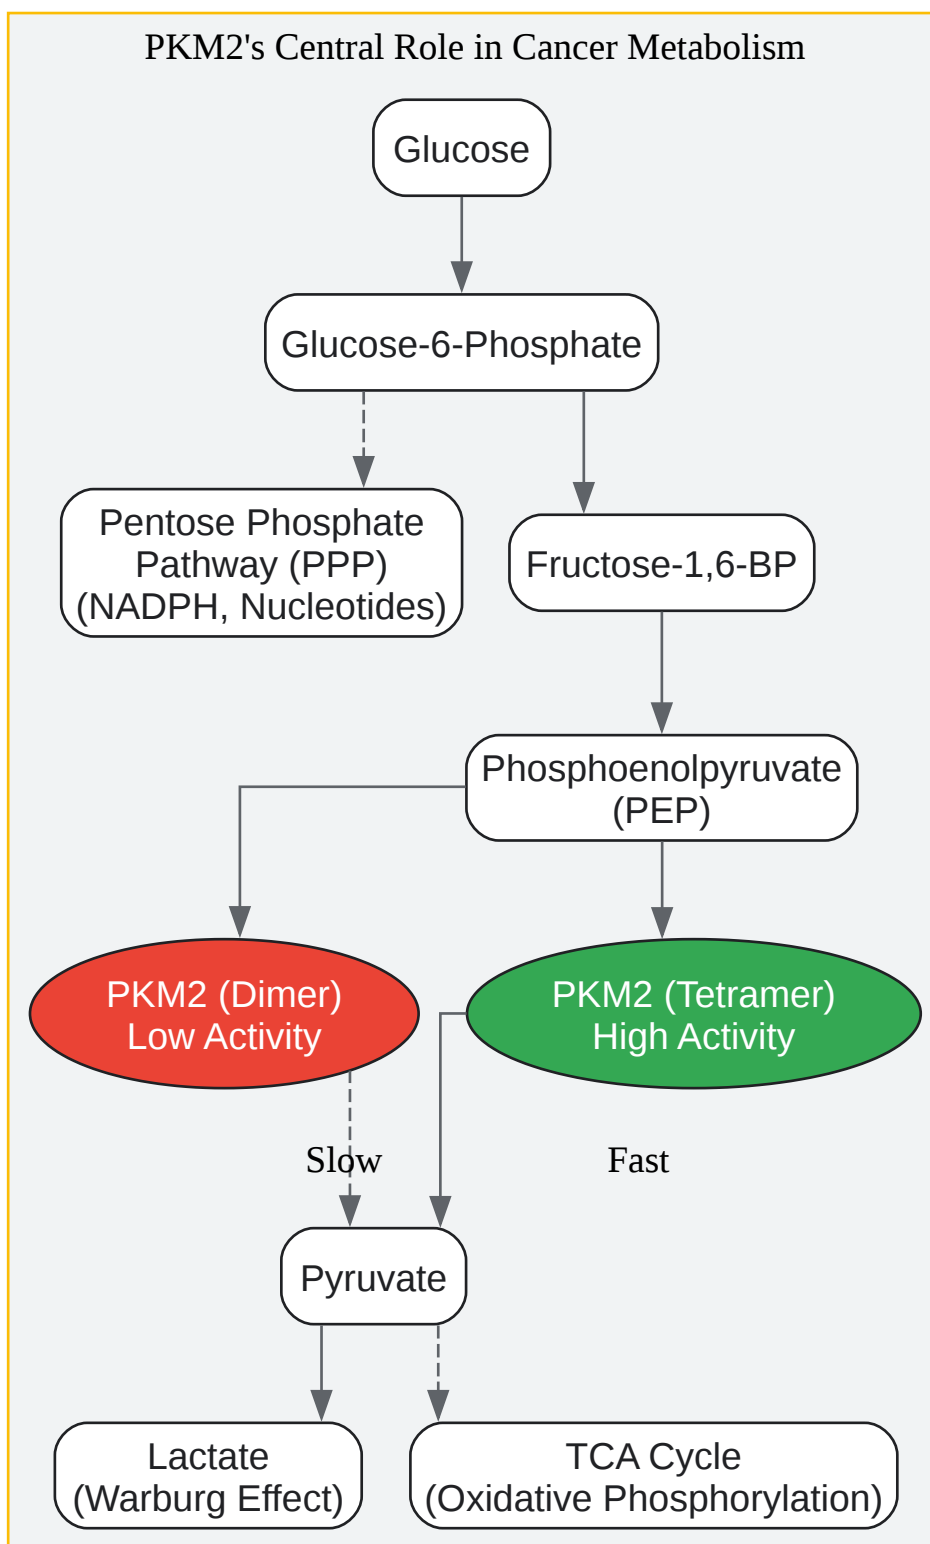 PKM2's Central Role in Cancer Metabolism
Glucose
Glucose-6-Phosphate
Pentose Phosphate
Pathway (PPP)
(NADPH, Nucleotides)
Fructose-1,6-BP
Phosphoenolpyruvate
(PEP)
PKM2 (Dimer)
Low Activity
PKM2 (Tetramer)
High Activity
Slow
Fast
Pyruvate
Lactate
(Warburg Effect)
TCA Cycle
(Oxidative Phosphorylation)